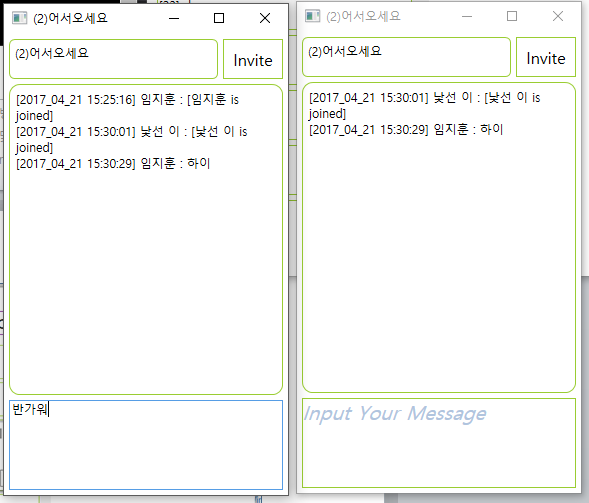 (2)어서오세요
(2)어서오세요
Invite
[2017_04_21 15:25:16] 임지훈 : [임지훈 is
joined]
[2017_04_21 15:30:01] 낯선 이 : [낯선 이 is
joined]
[2017_04_21 15:30:29] 임지훈 : 하이
반가워
(2)어서오세요
(2)어서오세요
Invite
[2017_04_21 15:30:01] 낯선 이 : [낯선 이 is
joined]
[2017_04_21 15:30:29] 임지훈 : 하이
Input Your Message